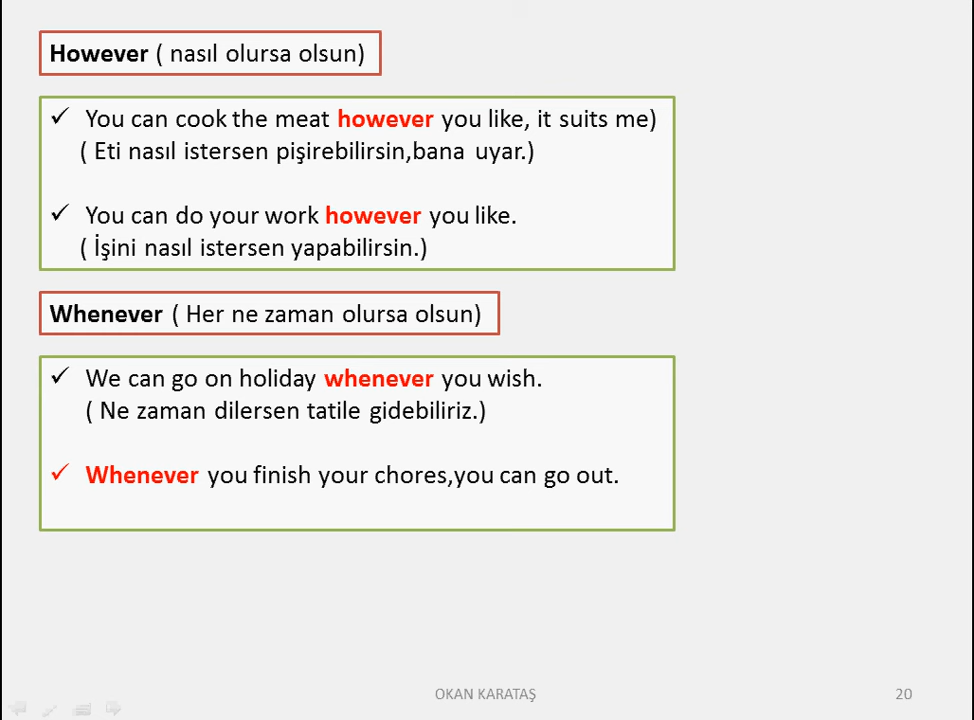 However ( nasıl olursa olsun)
✓ You can cook the meat however you like, it suits me)
( Eti nasıl istersen pişirebilirsin,bana uyar.)
✓ You can do your work however you like.
( İşini nasıl istersen yapabilirsin.)
Whenever ( Her ne zaman olursa olsun)
✓ We can go on holiday whenever you wish.
( Ne zaman dilersen tatile gidebiliriz.)
✓ Whenever you finish your chores,you can go out.
OKAN KARATAŞ
20